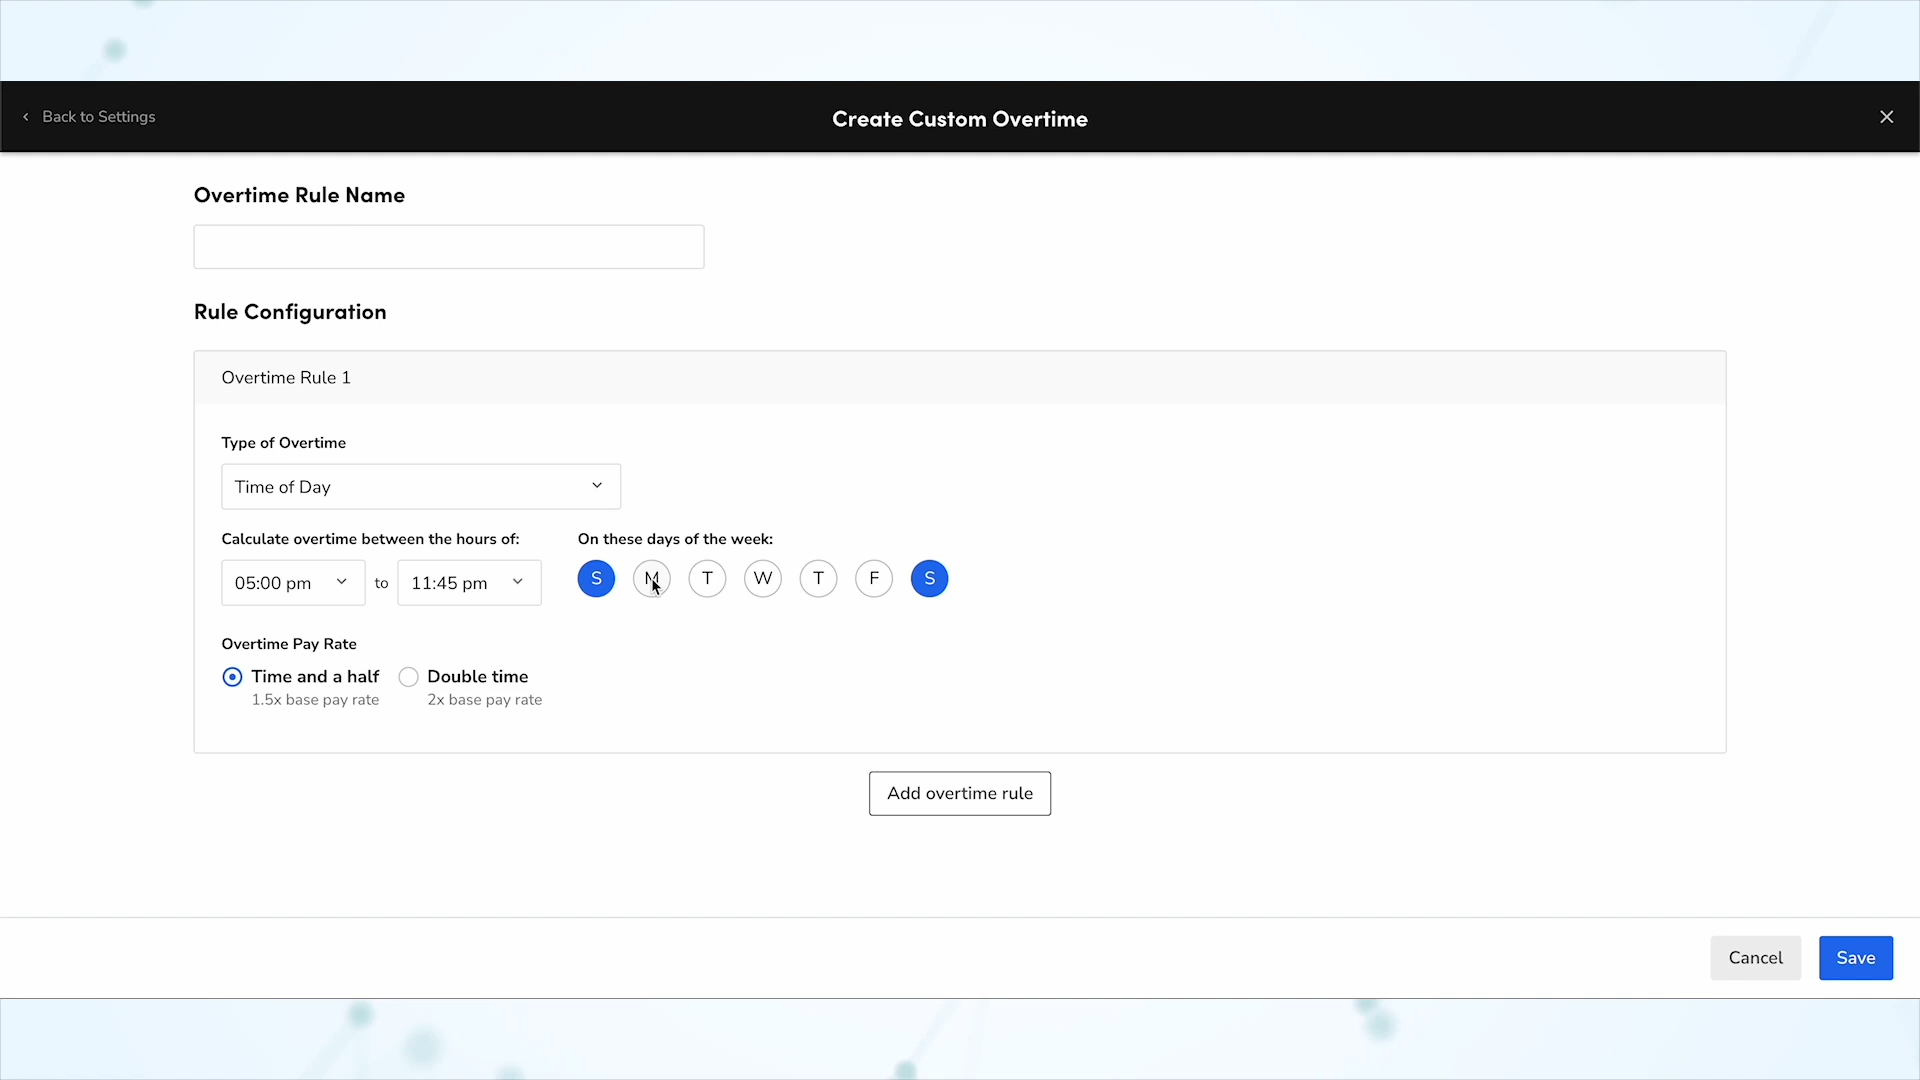 Back to Settings
Create Custom Overtime
Overtime Rule Name
Rule Configuration
Overtime Rule 1
Type of Overtime
Time of Day
Calculate overtime between the hours of:
On these days of the week:
05:00 pm to 11:45 pm
S M T W T F S
Overtime Pay Rate
Time and a half
Double time
1.5x base pay rate
2x base pay rate
Add overtime rule
Cancel
Save